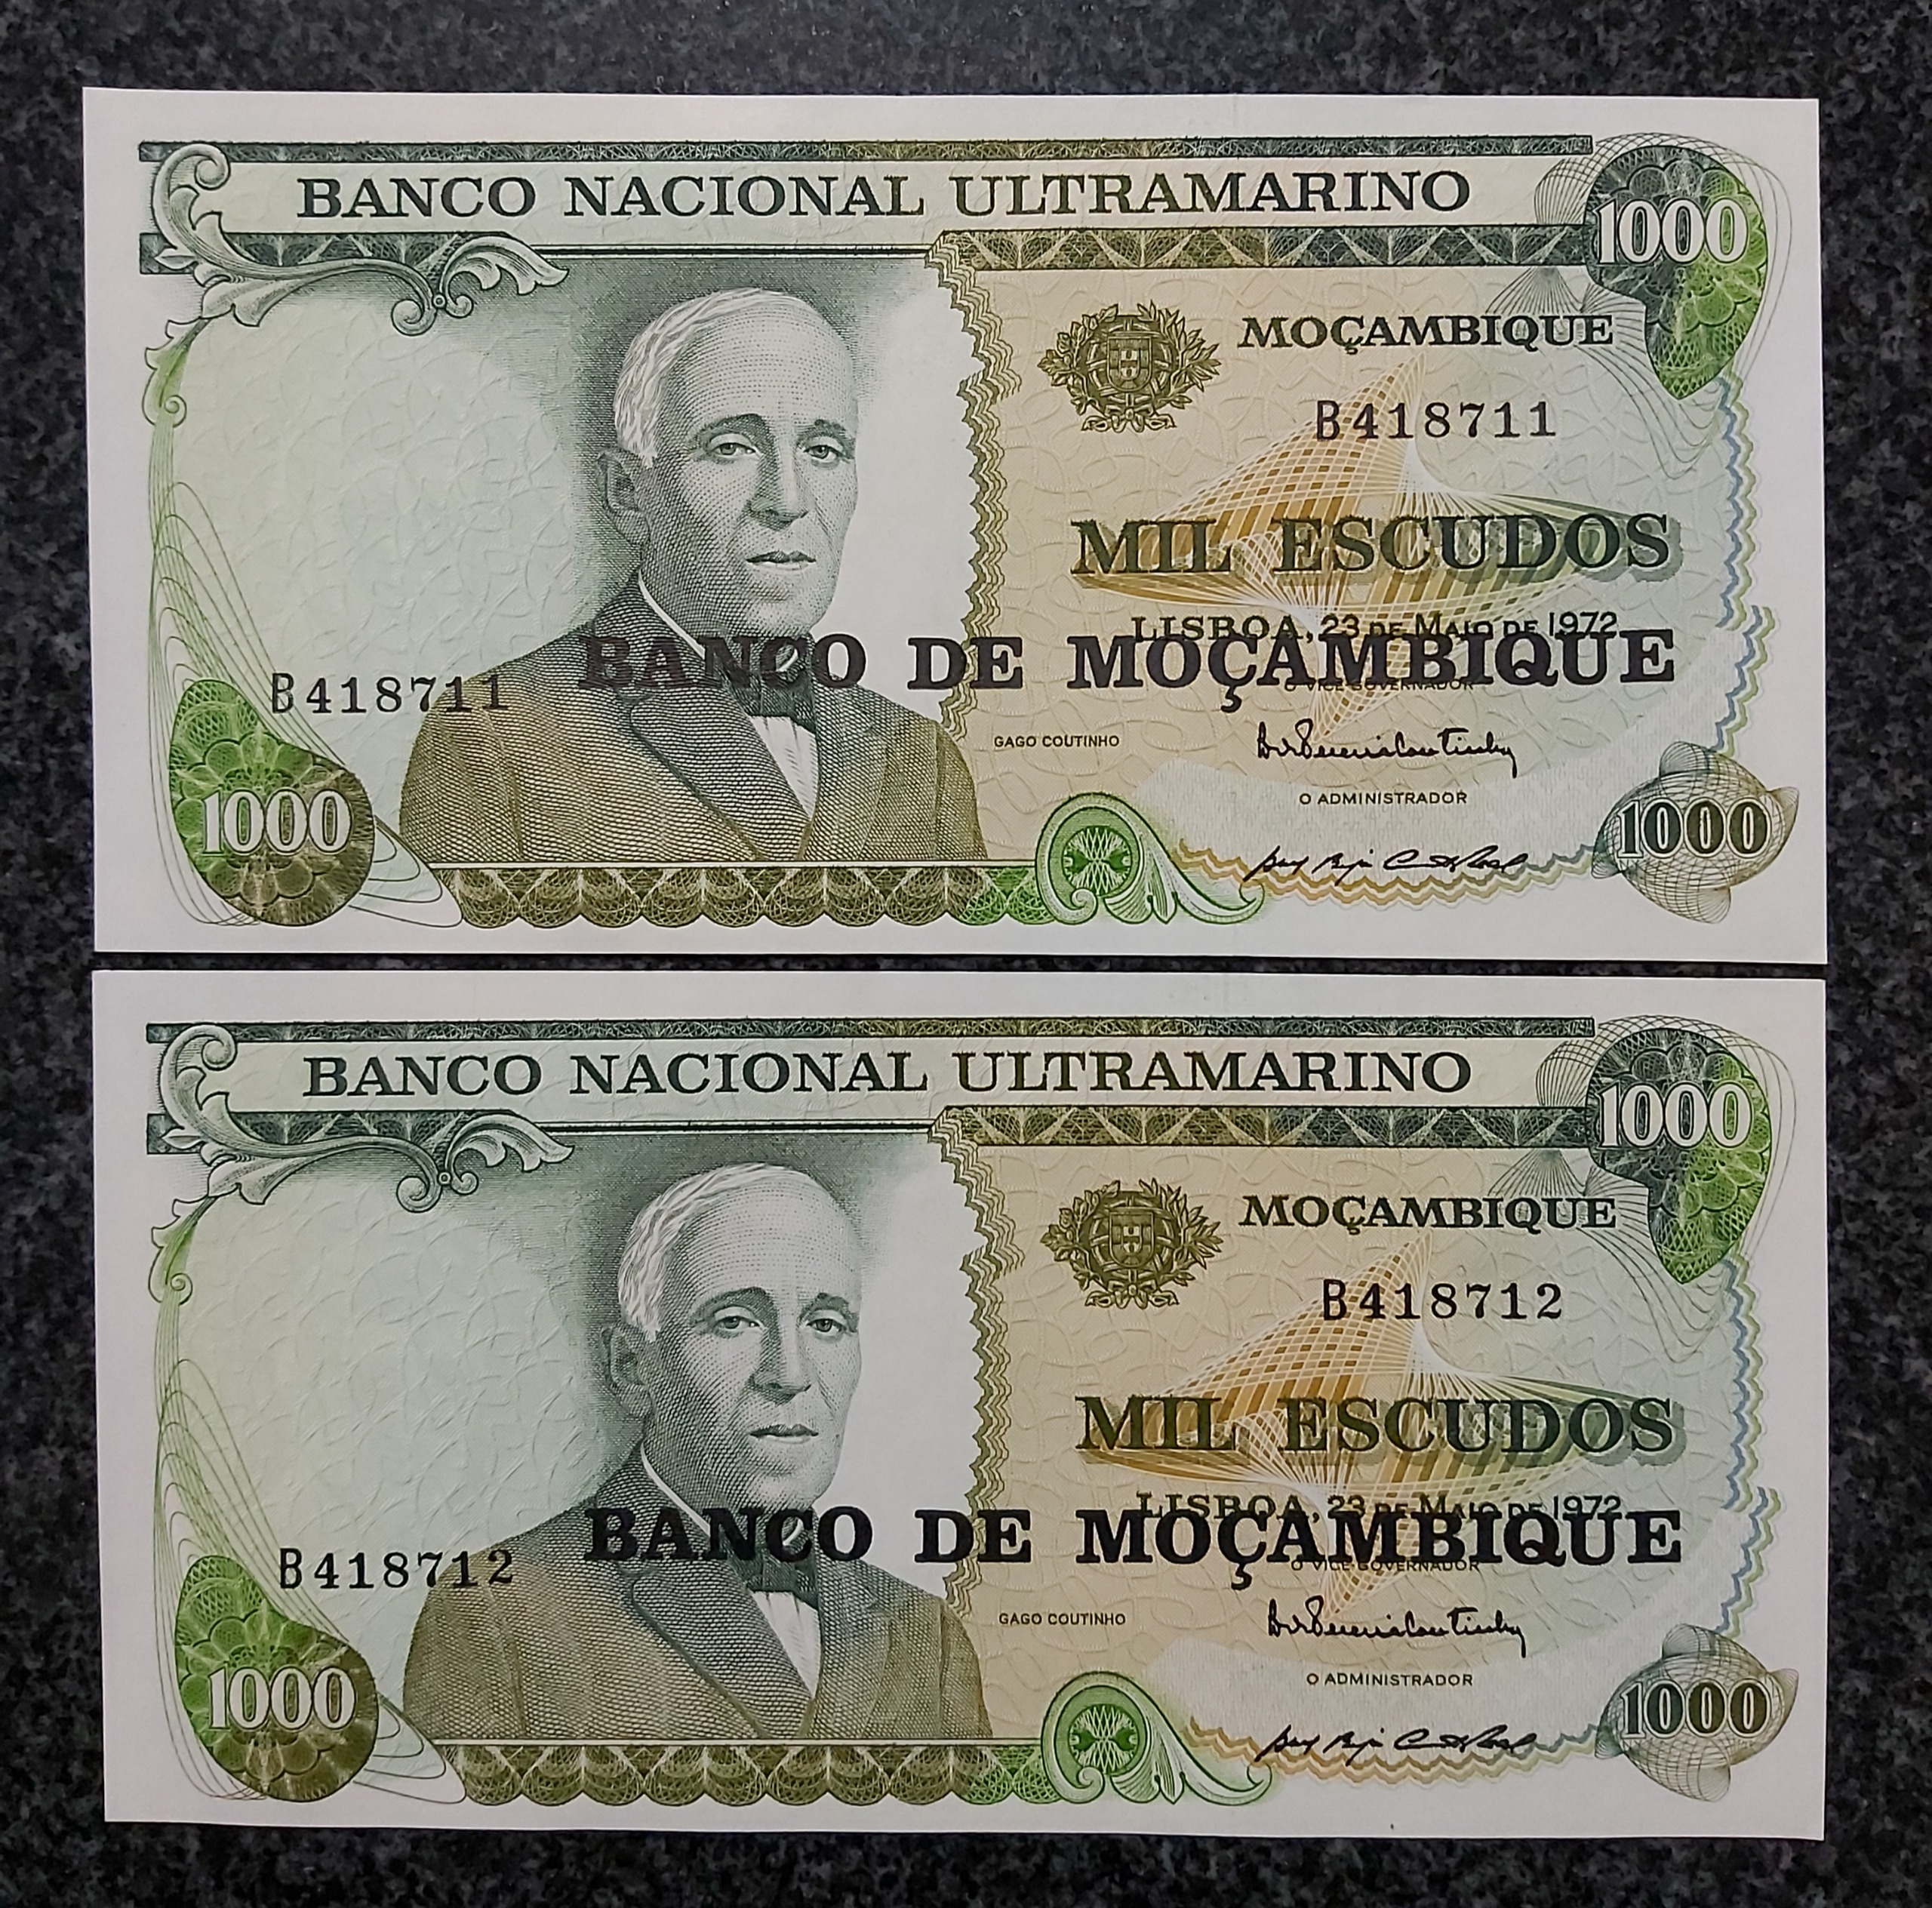 BANCO NACIONAL ULTRAMARINO
1000
MOÇAMBIQUE
B418711
MIL ESCUDOS
LISBOA, 23 DE MAIO DE 1972
BANCO DE MOÇAMBIQUE
O VICE GOVERNADOR
B418711
GAGO COUTINHO
O ADMINISTRADOR
1000
1000
BANCO NACIONAL ULTRAMARINO
1000
MOÇAMBIQUE
B418712
MIL ESCUDOS
LISBOA, 23 DE MAIO DE 1972
BANCO DE MOÇAMBIQUE
O VICE GOVERNADOR
B418712
GAGO COUTINHO
O ADMINISTRADOR
1000
1000